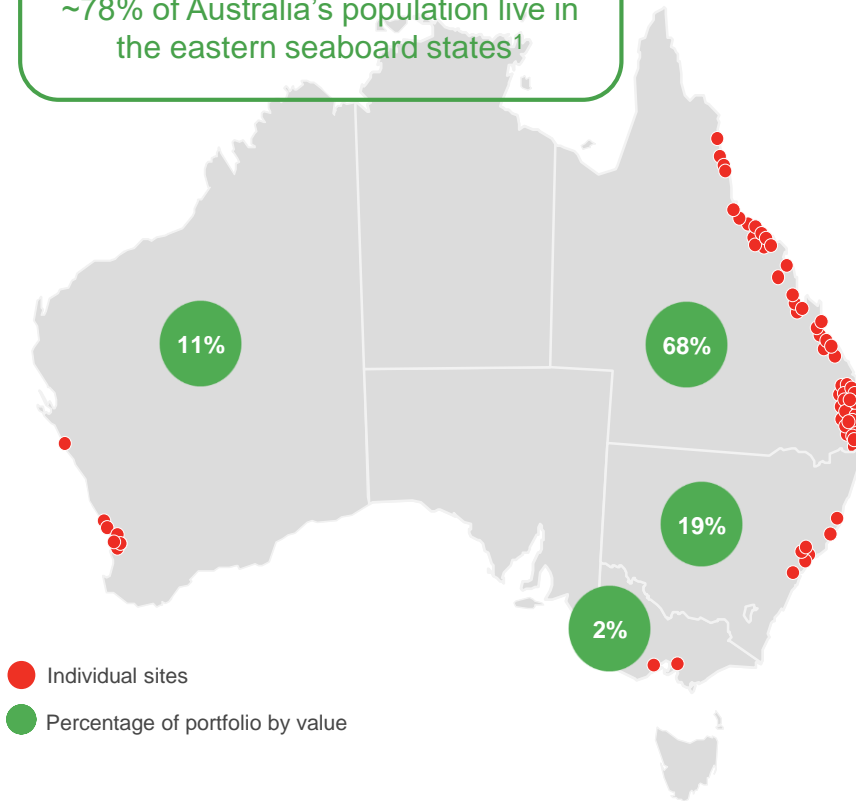 ~78% of Australia’s population live in
the eastern seaboard states¹
11%
68%
19%
2%
Individual sites
Percentage of portfolio by value